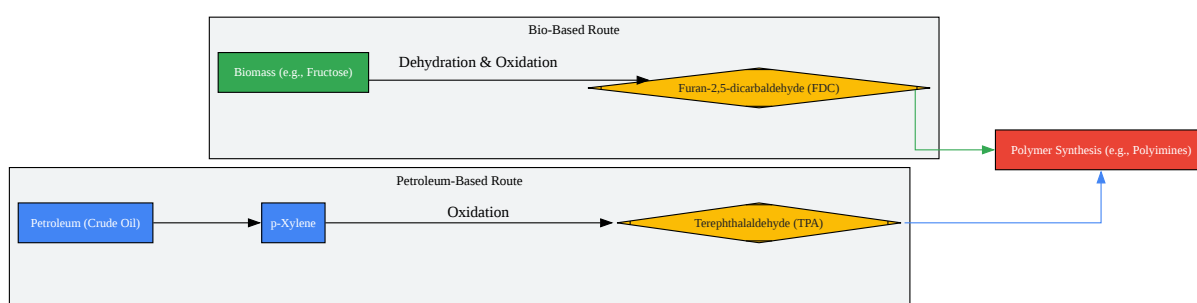 Bio-Based Route
Biomass (e.g., Fructose)
Dehydration & Oxidation
Furan-2,5-dicarbaldehyde (FDC)
Polymer Synthesis (e.g., Polyimines)
Petroleum-Based Route
Petroleum (Crude Oil)
p-Xylene
Oxidation
Terephthalaldehyde (TPA)